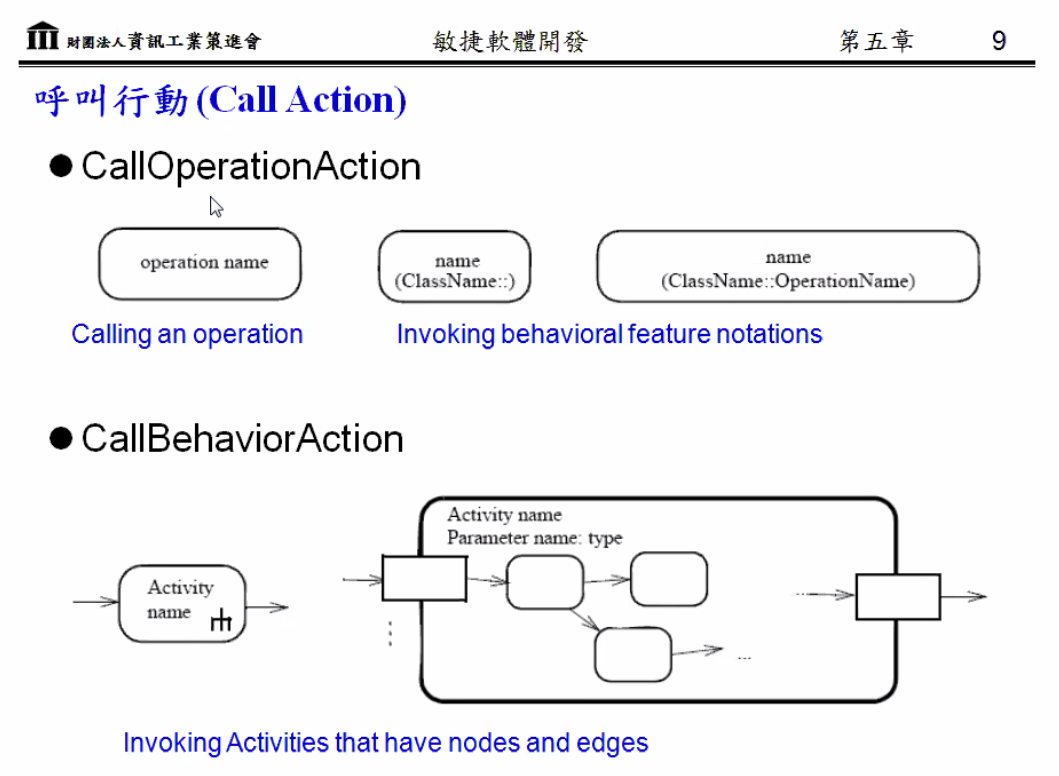 財團法人資訊工業策進會 敏捷軟體開發 第五章 9
呼叫行動(Call Action)
● CallOperationAction
operation name
name
(ClassName::)
name
(ClassName::OperationName)
Calling an operation
Invoking behavioral feature notations
● CallBehaviorAction
Activity name
Parameter name: type
Activity
name
...
...
Invoking Activities that have nodes and edges